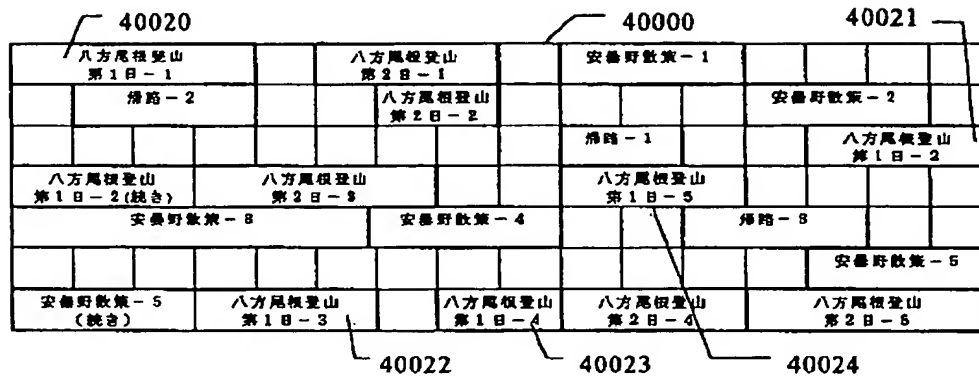 40020
40000
40021
八方尾根登山
第1日-1
八方尾根登山
第2日-1
安曇野散策-1
帰路-2
八方尾根登山
第2日-2
安曇野散策-2
帰路-1
八方尾根登山
第1日-2
八方尾根登山
第1日-2(続き)
八方尾根登山
第2日-3
八方尾根登山
第1日-5
安曇野散策-3
安曇野散策-4
帰路-3
安曇野散策-5
安曇野散策-5
(続き)
八方尾根登山
第1日-3
八方尾根登山
第1日-4
八方尾根登山
第2日-4
八方尾根登山
第2日-5
40022
40023
40024